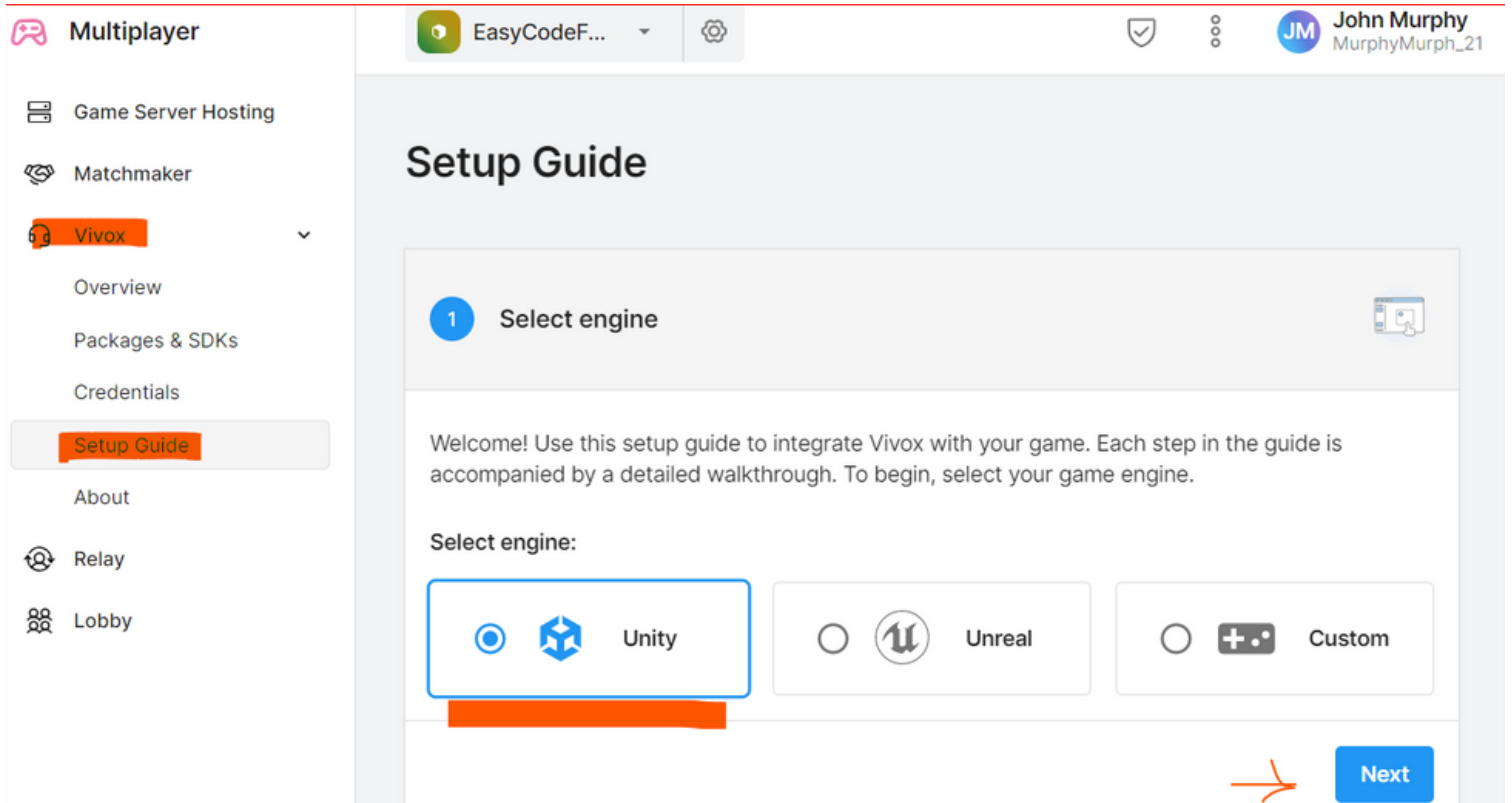 Multiplayer
EasyCodeF...
John Murphy
JM
MurphyMurph_21
Game Server Hosting
Matchmaker
Vivox
Overview
Packages & SDKs
Credentials
Setup Guide
About
Relay
Lobby
Setup Guide
1 Select engine
Welcome! Use this setup guide to integrate Vivox with your game. Each step in the guide is
accompanied by a detailed walkthrough. To begin, select your game engine.
Select engine:
Unity
Unreal
Custom
Next